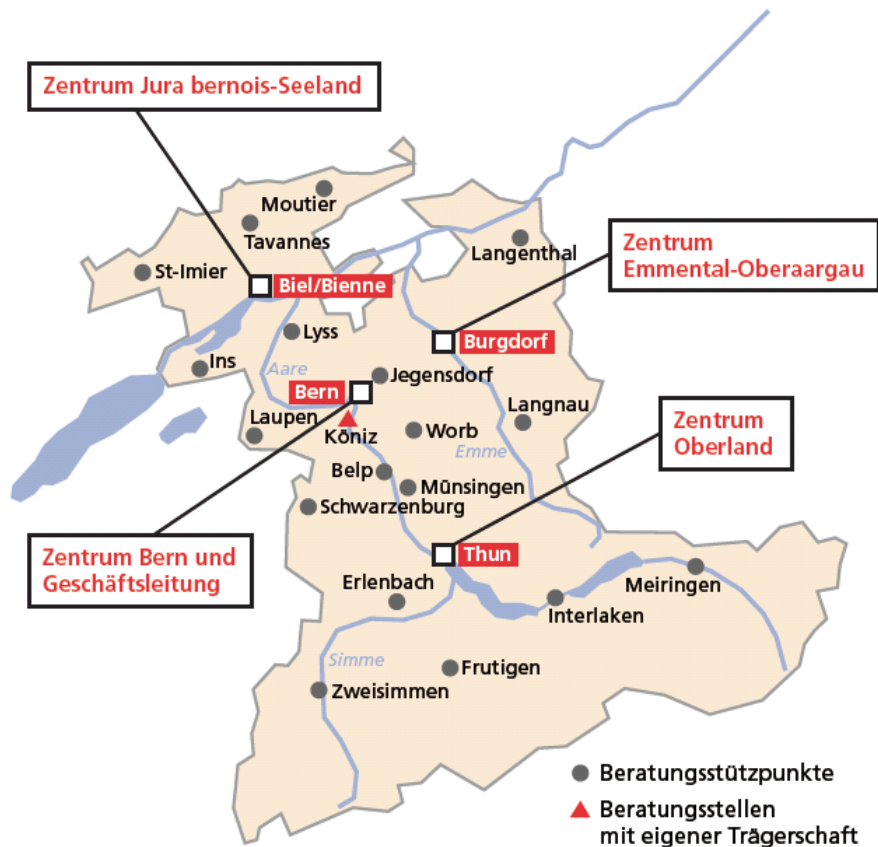 Zentrum Jura bernois-Seeland
Moutier
Tavannes
St-Imier
Langenthal
Zentrum
Emmental-Oberaargau
Biel/Bienne
Lyss
Burgdorf
Ins
Aare
Jegensdorf
Bern
Laupen
Köniz
Worb
Langnau
Emme
Zentrum
Oberland
Belp
Münsingen
Schwarzenburg
Zentrum Bern und
Geschäftsleitung
Thun
Erlenbach
Meiringen
Interlaken
Simme
Frutigen
Zweisimmen
Beratungsstützpunkte
Beratungsstellen
mit eigener Trägerschaft